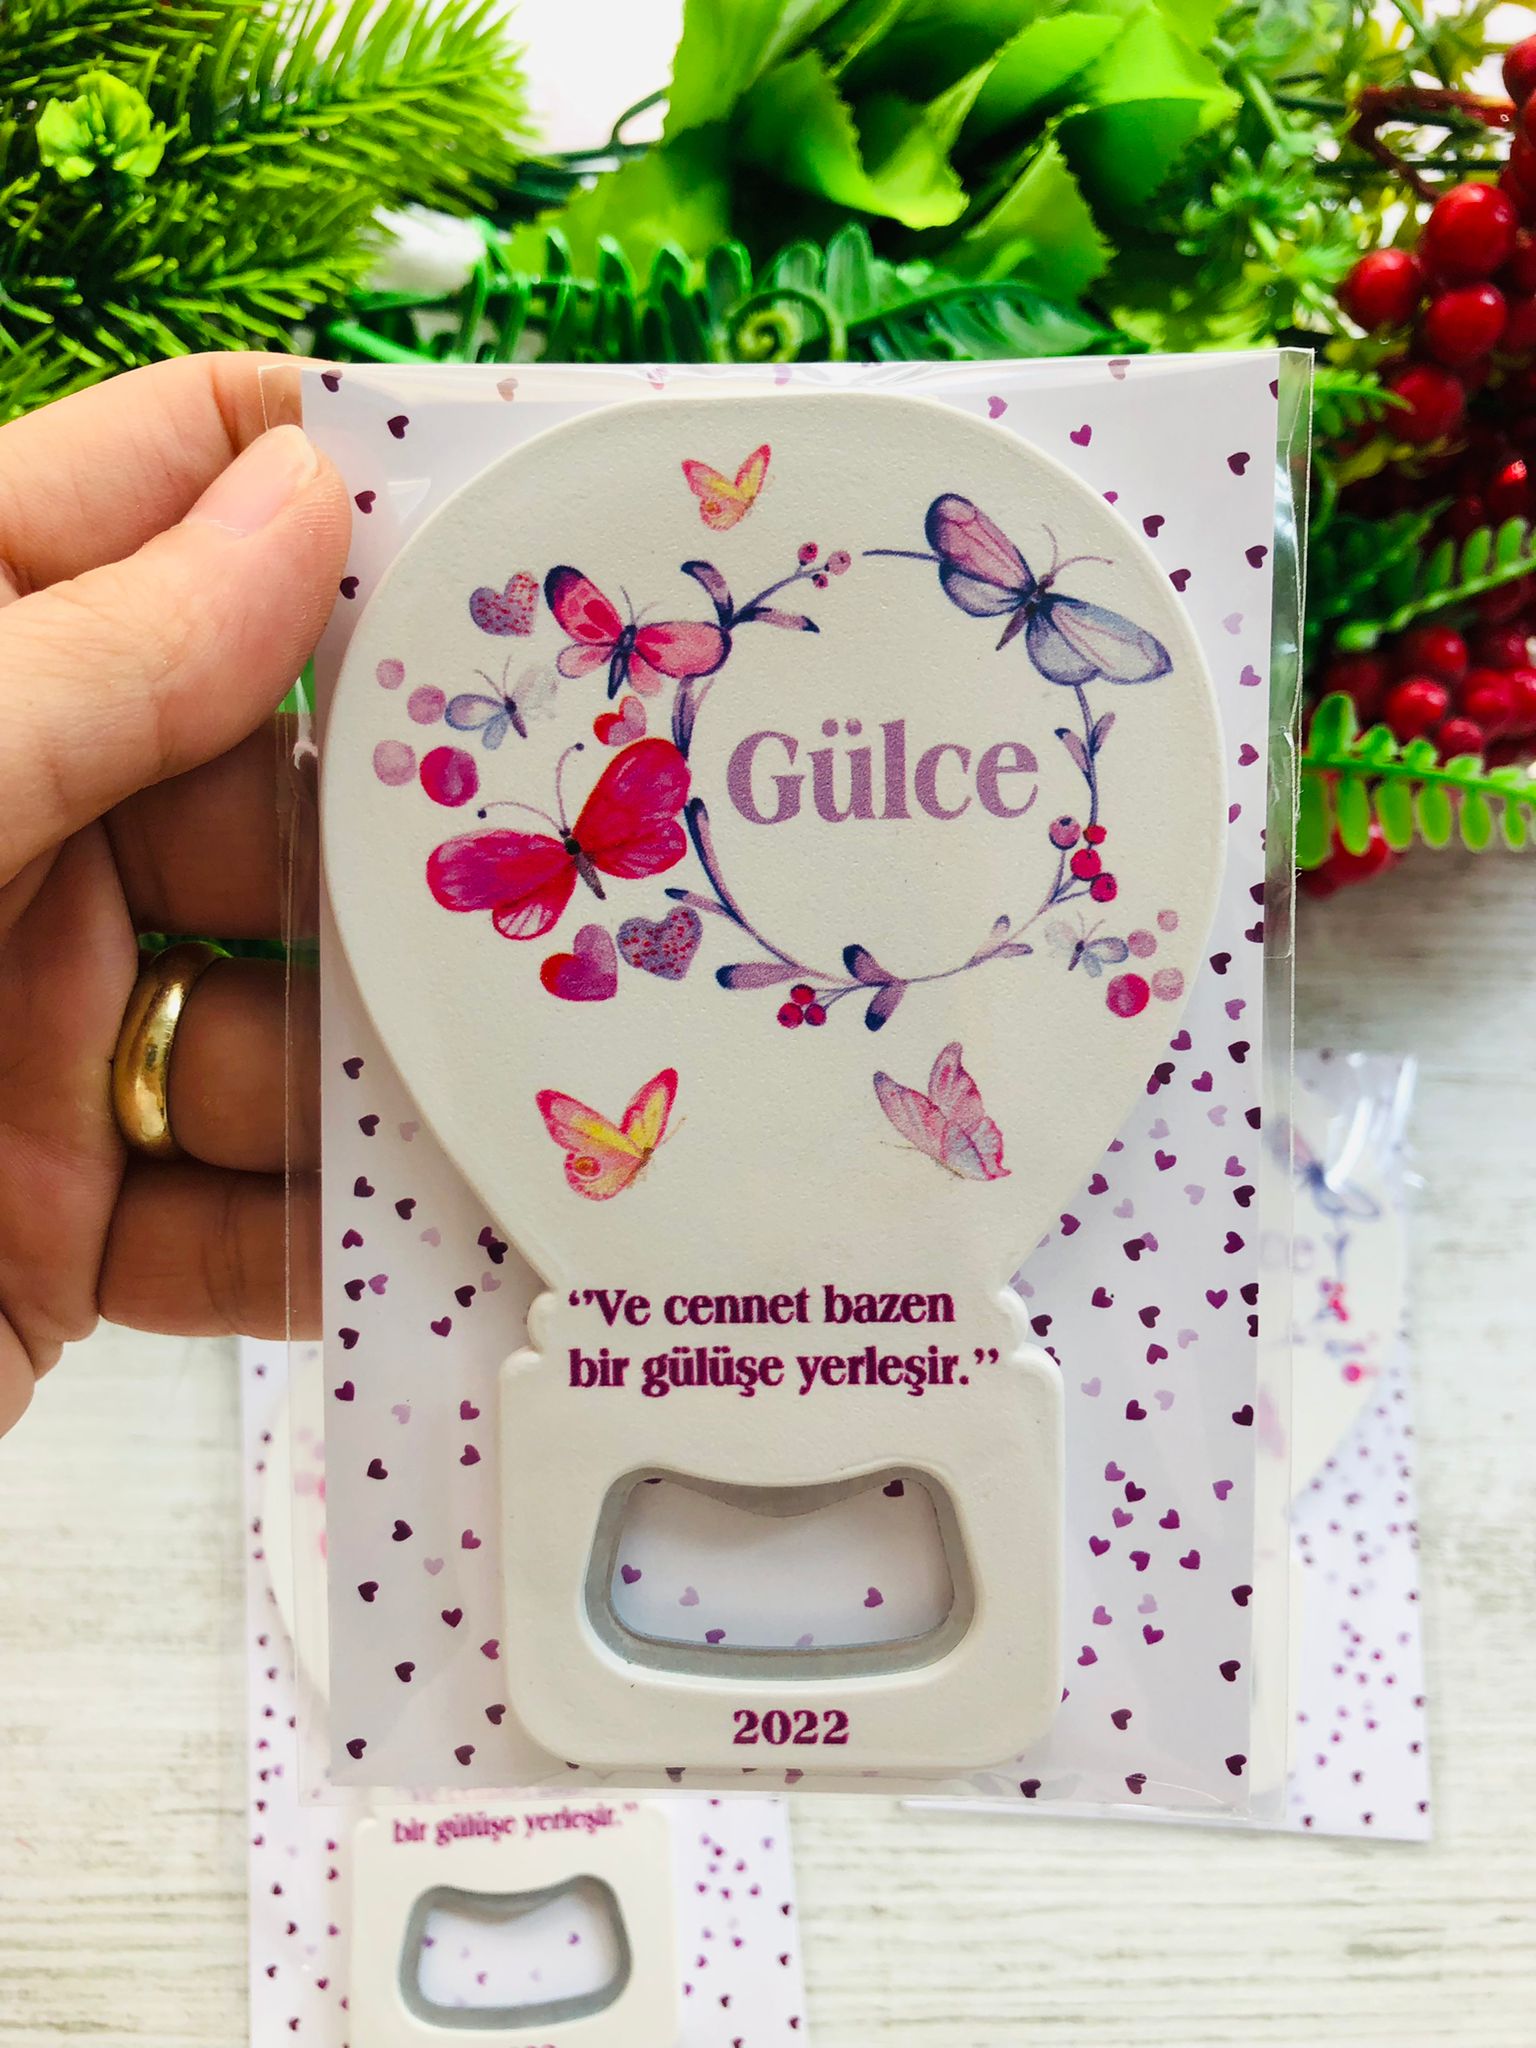 Gülce
‘’Ve cennet bazen
bir gülüşe yerleşir.’’
2022
bir gülüşe yerleşir.’’